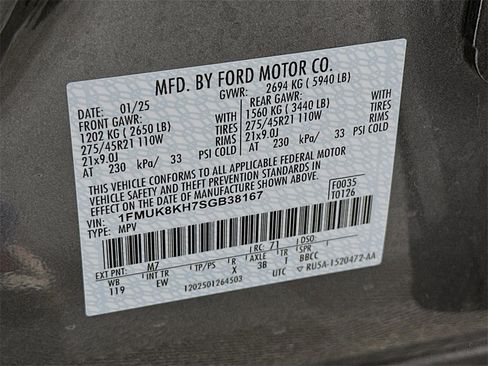 MFD. BY FORD MOTOR CO.
DATE: 01/25 GVWR: 2694 KG ( 5940 LB)
FRONT GAWR: WITH REAR GAWR: WITH
1202 KG ( 2650 LB) TIRES 1560 KG ( 3440 LB) TIRES
275/45R21 110W RIMS 275/45R21 110W RIMS
21x9.0J 21x9.0J
AT 230 kPa/ 33 PSI COLD AT 230 kPa/ 33 PSI COLD
THIS VEHICLE CONFORMS TO ALL APPLICABLE FEDERAL MOTOR
VEHICLE SAFETY AND THEFT PREVENTION STANDARDS IN
EFFECT ON THE DATE OF MANUFACTURE SHOWN ABOVE.
VIN: 1FMUK8KH7SGB38167 F0035
TYPE: MPV T0126
EXT PNT: M7 RC: 71 DSO:
WB INT TR TP/PS R AXLE TR SPR
119 EW X 3B 1 BBCC
1202501264503 UTC ▽ RU5A-1520472-AA